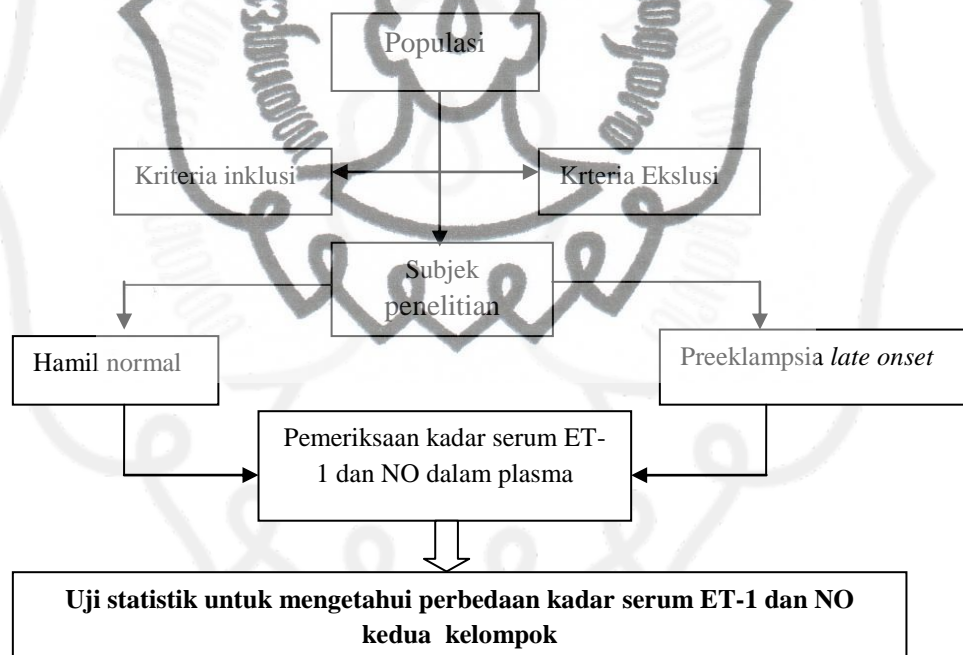 Populasi
Kriteria inklusi
Krteria Ekslusi
Subjek
penelitian
Hamil normal
Preeklampsia late onset
Pemeriksaan kadar serum ET-
1 dan NO dalam plasma
Uji statistik untuk mengetahui perbedaan kadar serum ET-1 dan NO
kedua kelompok